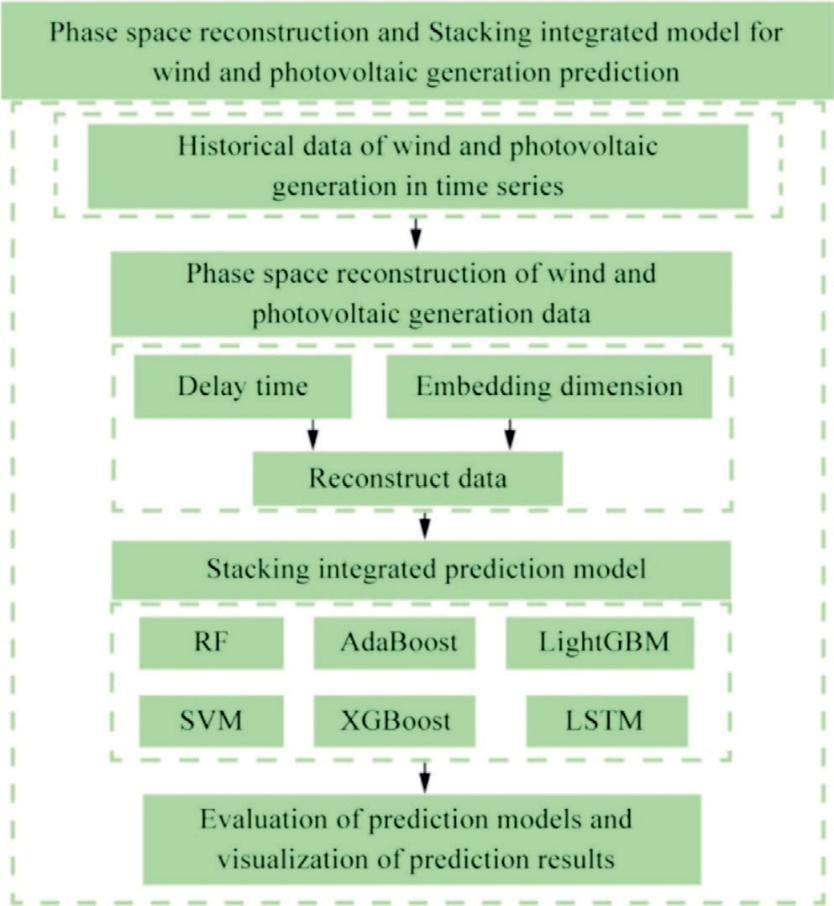 Phase space reconstruction and Stacking integrated model for
wind and photovoltaic generation prediction
Historical data of wind and photovoltaic
generation in time series
Phase space reconstruction of wind and
photovoltaic generation data
Delay time
Embedding dimension
Reconstruct data
Stacking integrated prediction model
RF
AdaBoost
LightGBM
SVM
XGBoost
LSTM
Evaluation of prediction models and
visualization of prediction results